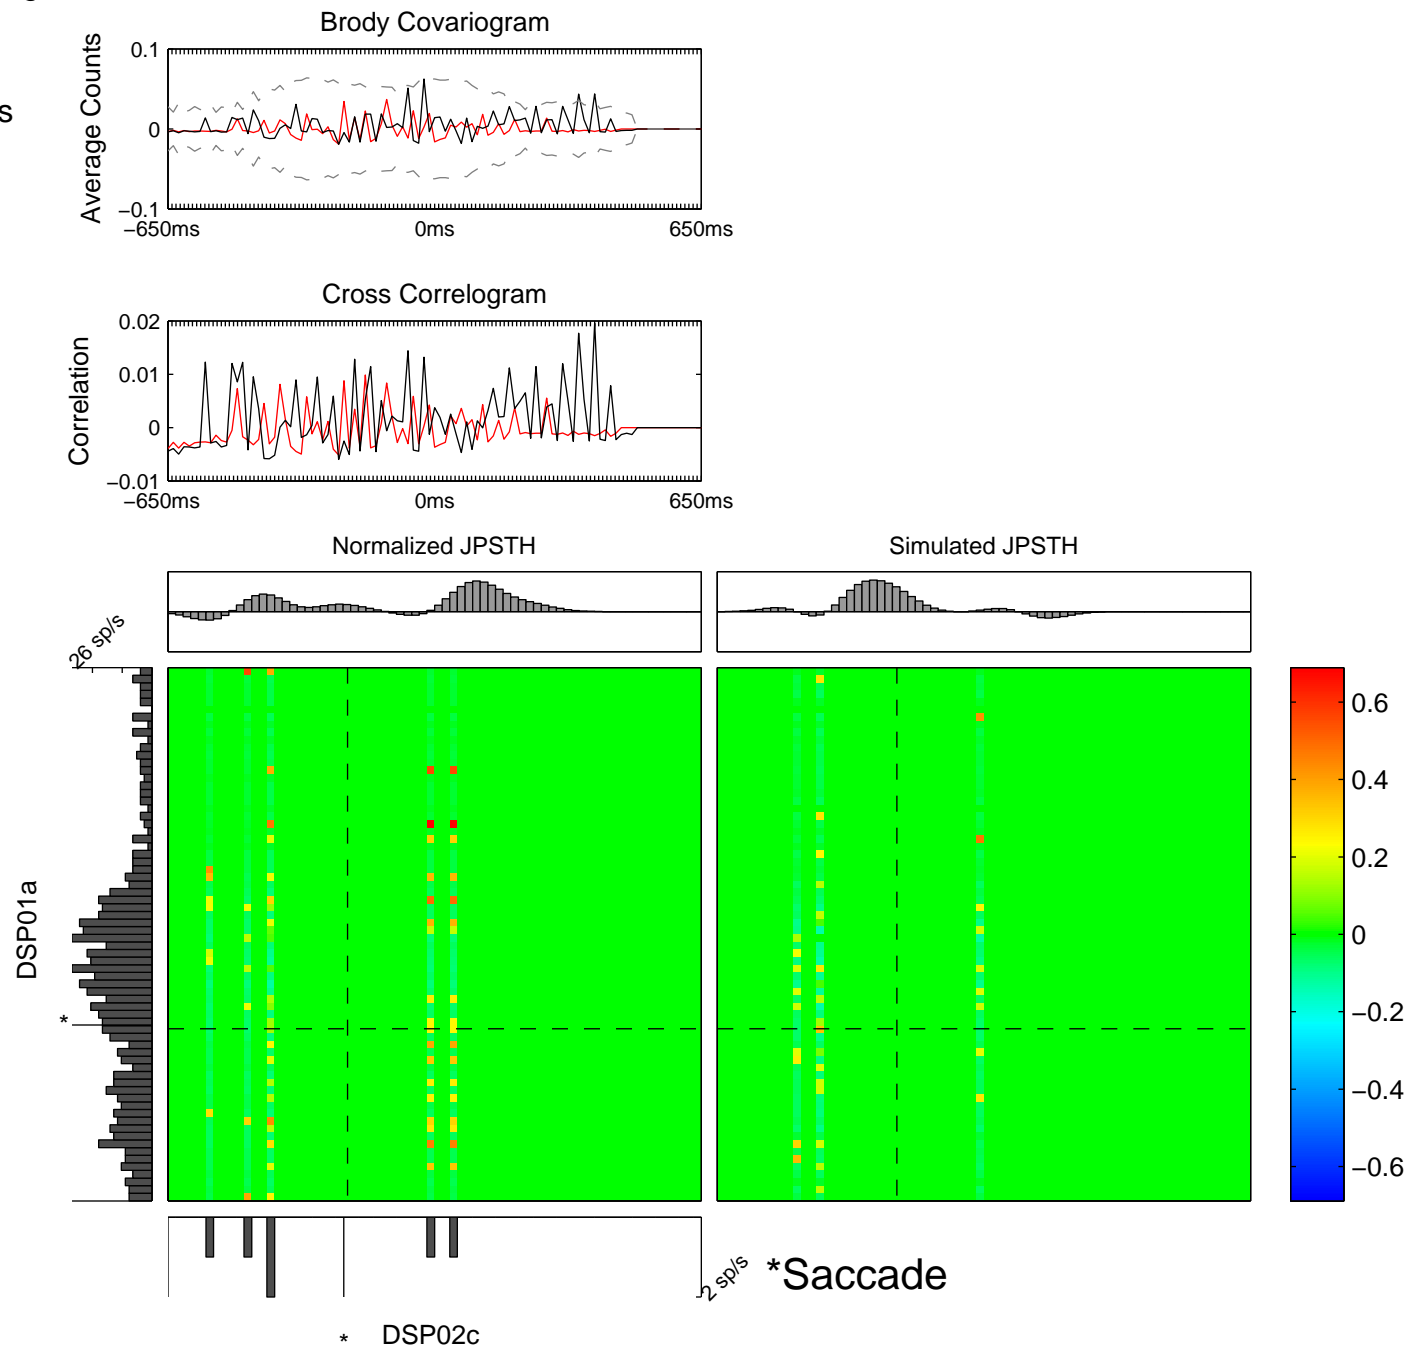 Brody Covariogram
Average Counts
0.1
0
−0.1
−650ms 0ms 650ms
s
Cross Correlogram
Correlation
0.02
0.01
0
−0.01
−650ms 0ms 650ms
Normalized JPSTH
Simulated JPSTH
26 sp/s
DSP01a
*
0.6
0.4
0.2
0
−0.2
−0.4
−0.6
2 sp/s
*Saccade
* DSP02c